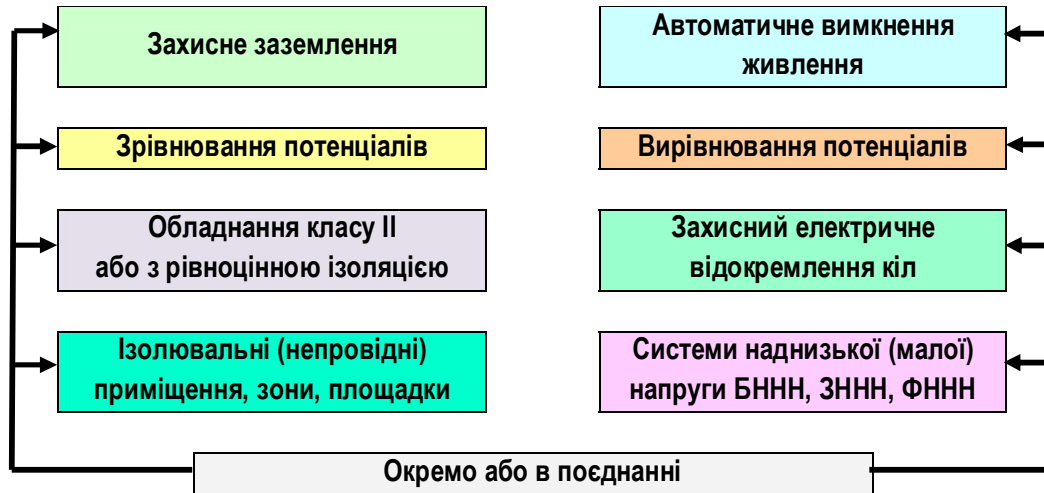 Захисне заземлення
Автоматичне вимкнення
живлення
Зрівнювання потенціалів
Вирівнювання потенціалів
Обладнання класу II
або з рівноцінною ізоляцією
Захисний електричне
відокремлення кіл
Ізолювальні (непровідні)
приміщення, зони, площадки
Системи наднизької (малої)
напруги БННН, ЗННН, ФННН
Окремо або в поєднанні